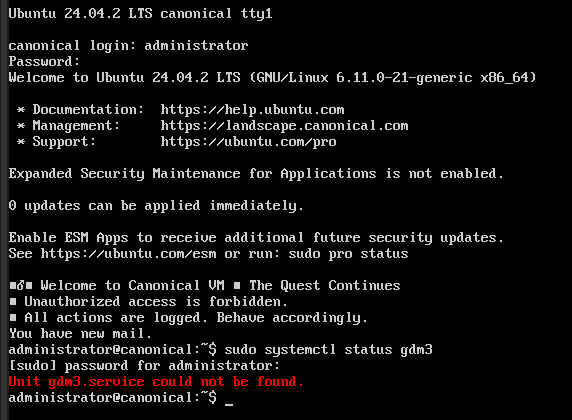 Ubuntu 24.04.2 LTS canonical tty1
canonical login: administrator
Password:
Welcome to Ubuntu 24.04.2 LTS (GNU/Linux 6.11.0-21-generic x86_64)
* Documentation:  https://help.ubuntu.com
* Management:     https://landscape.canonical.com
* Support:        https://ubuntu.com/pro
Expanded Security Maintenance for Applications is not enabled.
0 updates can be applied immediately.
Enable ESM Apps to receive additional future security updates.
See https://ubuntu.com/esm or run: sudo pro status
■♂■ Welcome to Canonical VM ■ The Quest Continues
■ Unauthorized access is forbidden.
■ All actions are logged. Behave accordingly.
You have new mail.
administrator@canonical:~$ sudo systemctl status gdm3
[sudo] password for administrator:
Unit gdm3.service could not be found.
administrator@canonical:~$ _